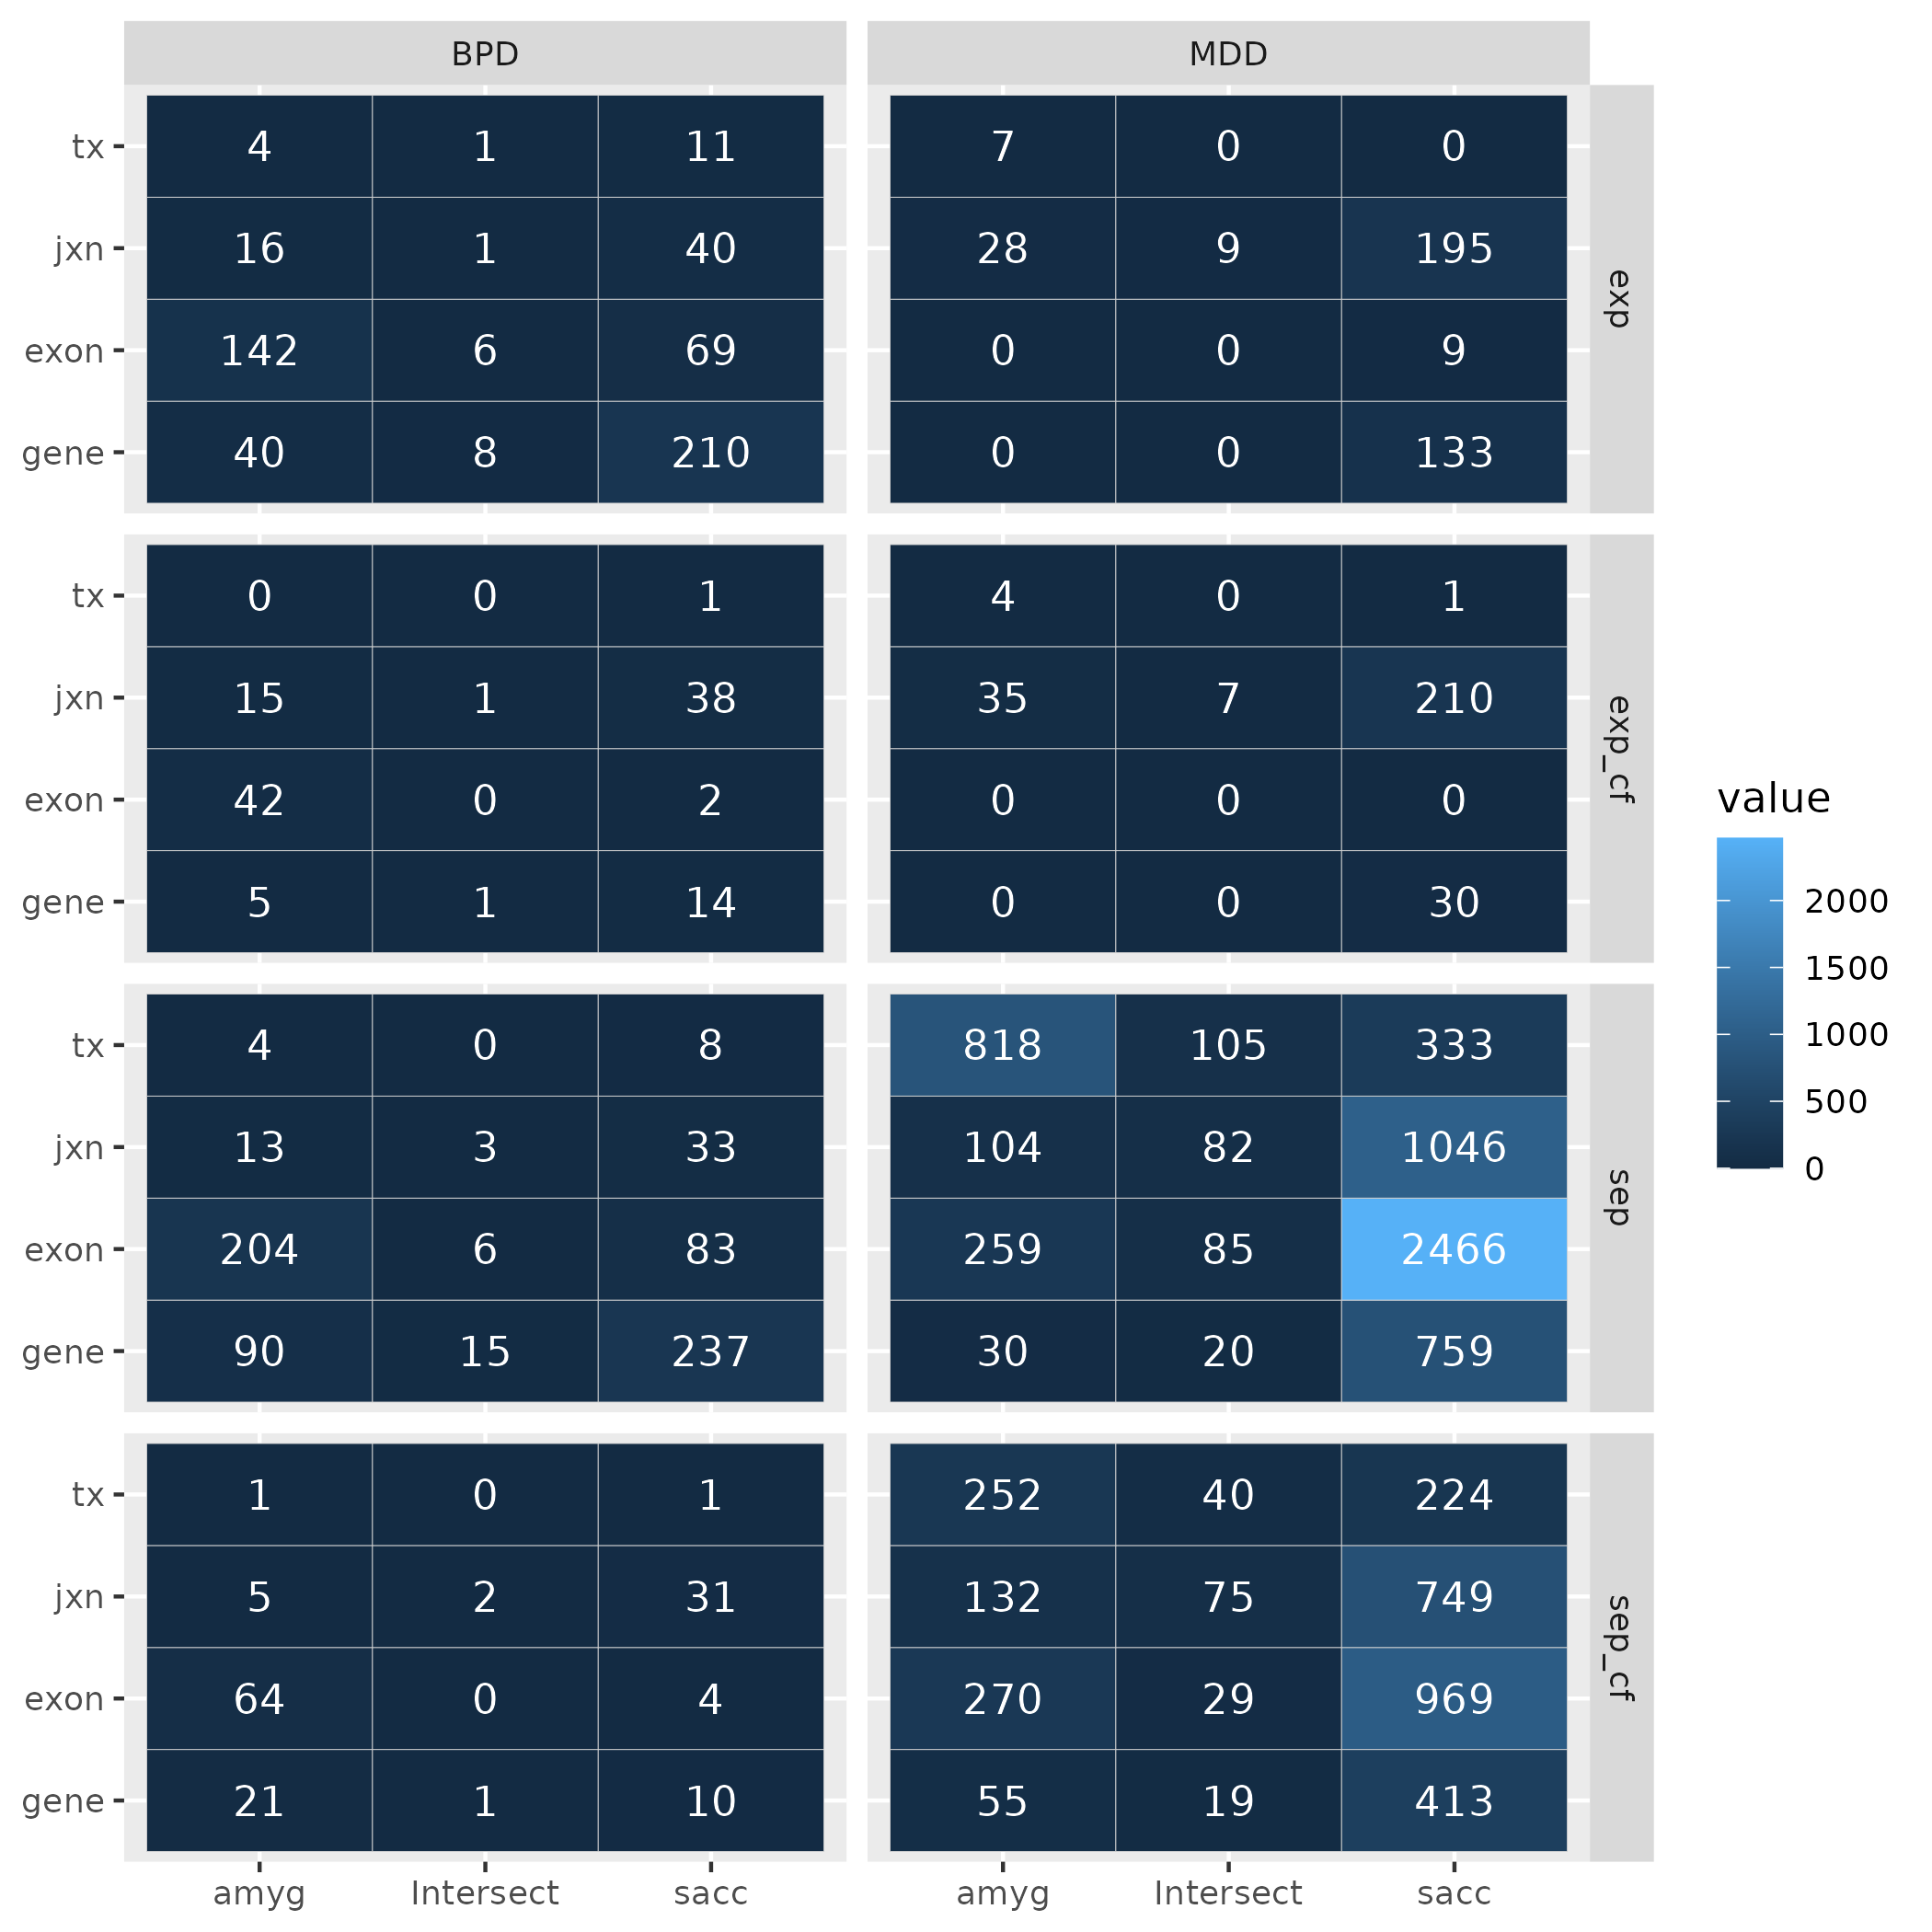 BPD MDD
tx 4 1 11 7 0 0
jxn 16 1 40 28 9 195
exp
exon 142 6 69 0 0 9
gene 40 8 210 0 0 133
tx 0 0 1 4 0 1
jxn 15 1 38 35 7 210
exp_cf
exon 42 0 2 0 0 0
gene 5 1 14 0 0 30
value
2000
1500
1000
500
0
tx 4 0 8 818 105 333
jxn 13 3 33 104 82 1046
sep
exon 204 6 83 259 85 2466
gene 90 15 237 30 20 759
tx 1 0 1 252 40 224
jxn 5 2 31 132 75 749
sep_cf
exon 64 0 4 270 29 969
gene 21 1 10 55 19 413
amyg Intersect sacc amyg Intersect sacc